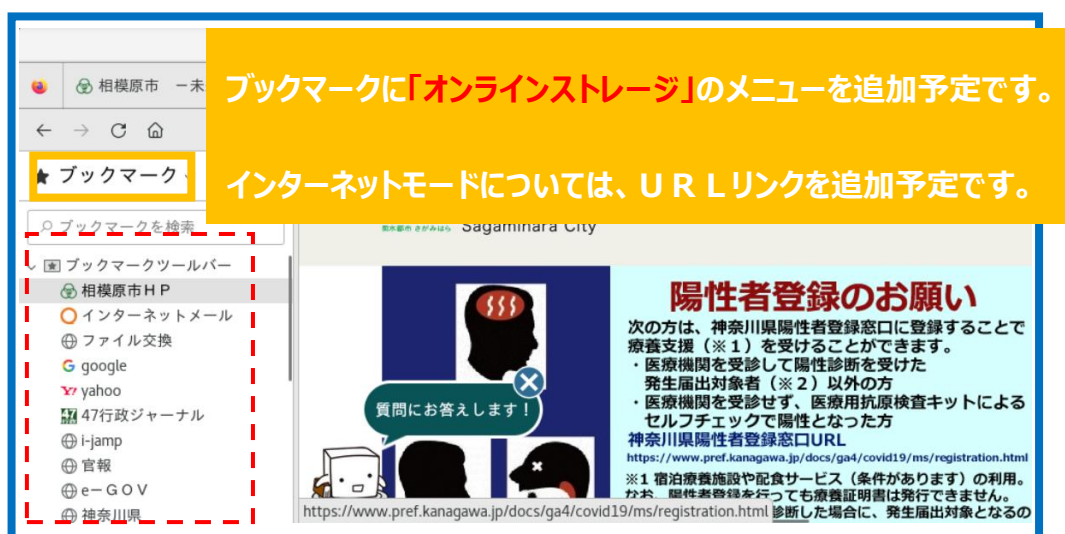 相模原市 －未
ブックマークに「オンラインストレージ」のメニューを追加予定です。
インターネットモードについては、ＵＲＬリンクを追加予定です。
ブックマーク
ブックマークを検索
ブックマークツールバー
相模原市ＨＰ
インターネットメール
ファイル交換
google
yahoo
47行政ジャーナル
i-jamp
官報
e－ＧＯＶ
神奈川県
Sagamihara City
質問にお答えします！
陽性者登録のお願い
次の方は、神奈川県陽性者登録窓口に登録することで
療養支援（※１）を受けることができます。
・医療機関を受診して陽性診断を受けた
発生届出対象者（※２）以外の方
・医療機関を受診せず、医療用抗原検査キットによる
セルフチェックで陽性となった方
神奈川県陽性者登録窓口URL
https://www.pref.kanagawa.jp/docs/ga4/covid19/ms/registration.html
※1 宿泊療養施設や配食サービス（条件があります）の利用。
なお、陽性者登録を行っても療養証明書は発行できません。
https://www.pref.kanagawa.jp/docs/ga4/covid19/ms/registration.html
診断した場合に、発生届出対象となるの